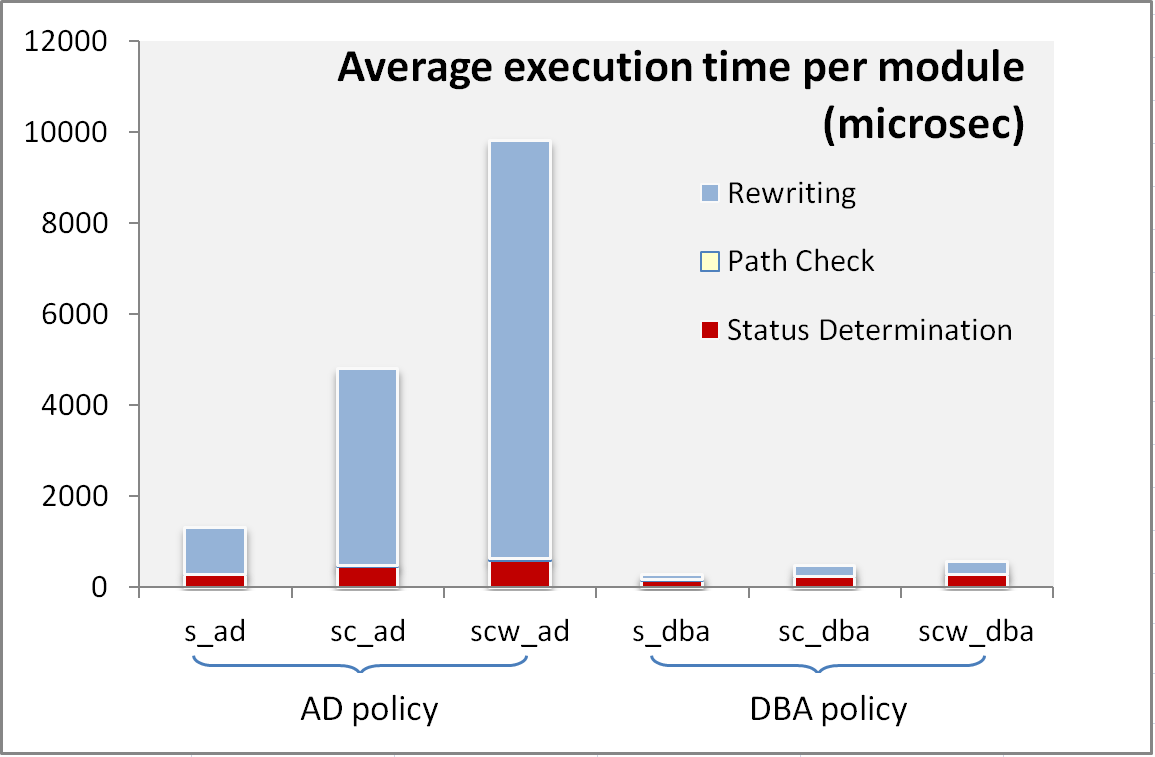 Average execution time per module
(microsec)
12000
10000
8000
6000
4000
2000
0
Rewriting
Path Check
Status Determination
s_ad sc_ad scw_ad s_dba sc_dba scw_dba
AD policy DBA policy